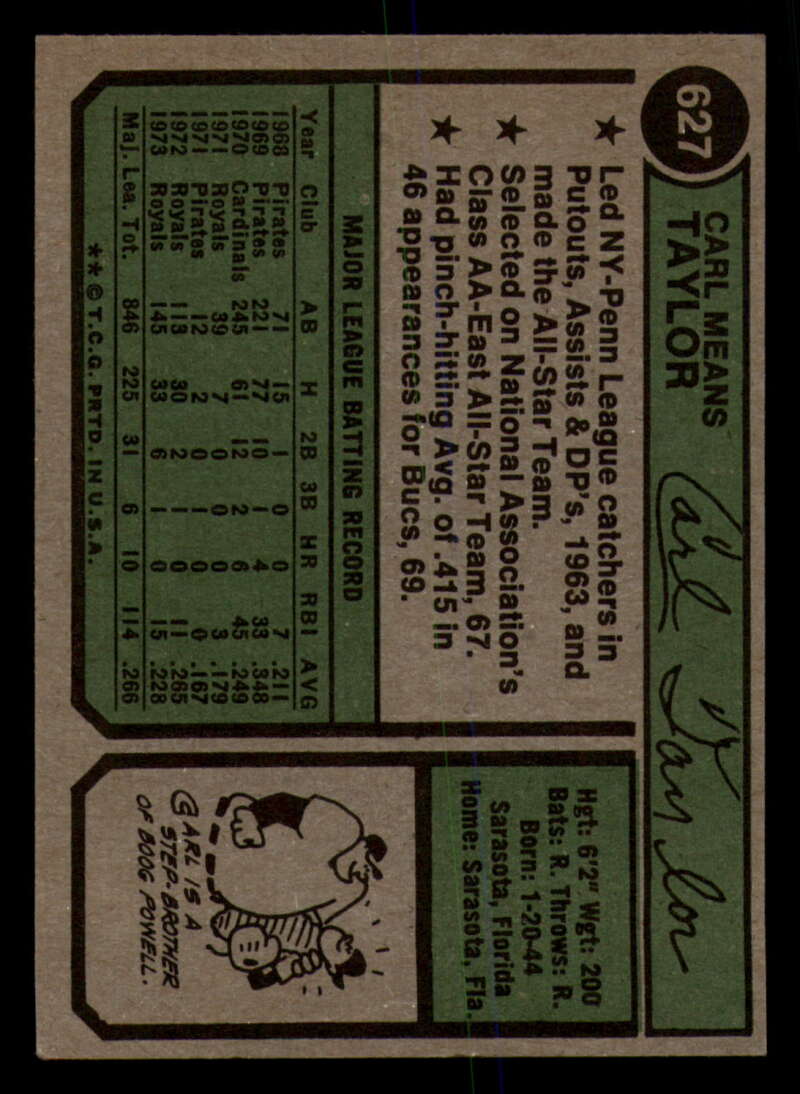 627
CARL MEANS
TAYLOR
Carl Taylor
★ Led NY-Penn League catchers in
Putouts, Assists & DP's, 1963, and
made the All-Star Team.
★ Selected on National Association's
Class AA-East All-Star Team, 67.
★ Had pinch-hitting Avg. of .415 in
46 appearances for Bucs, 69.
Hgt: 6'2" Wgt: 200
Bats: R. Throws: R.
Born: 1-20-44
Sarasota, Florida
Home: Sarasota, Fla.
MAJOR LEAGUE BATTING RECORD
Year Club AB H 2B 3B HR RBI AVG
1968 Pirates 71 15 1 0 0 7 .211
1969 Pirates 221 77 10 1 4 33 .348
1970 Cardinals 245 61 12 2 6 45 .249
1971 Royals 39 7 0 0 0 3 .179
1971 Pirates 12 2 0 1 0 0 .167
1972 Royals 113 30 2 1 0 11 .265
1973 Royals 145 33 6 1 0 15 .228
Maj. Lea. Tot. 846 225 31 6 10 114 .266
**©T.C.G. PRTD. IN U.S.A.
CARL IS A
STEP-BROTHER
OF BOOG POWELL.